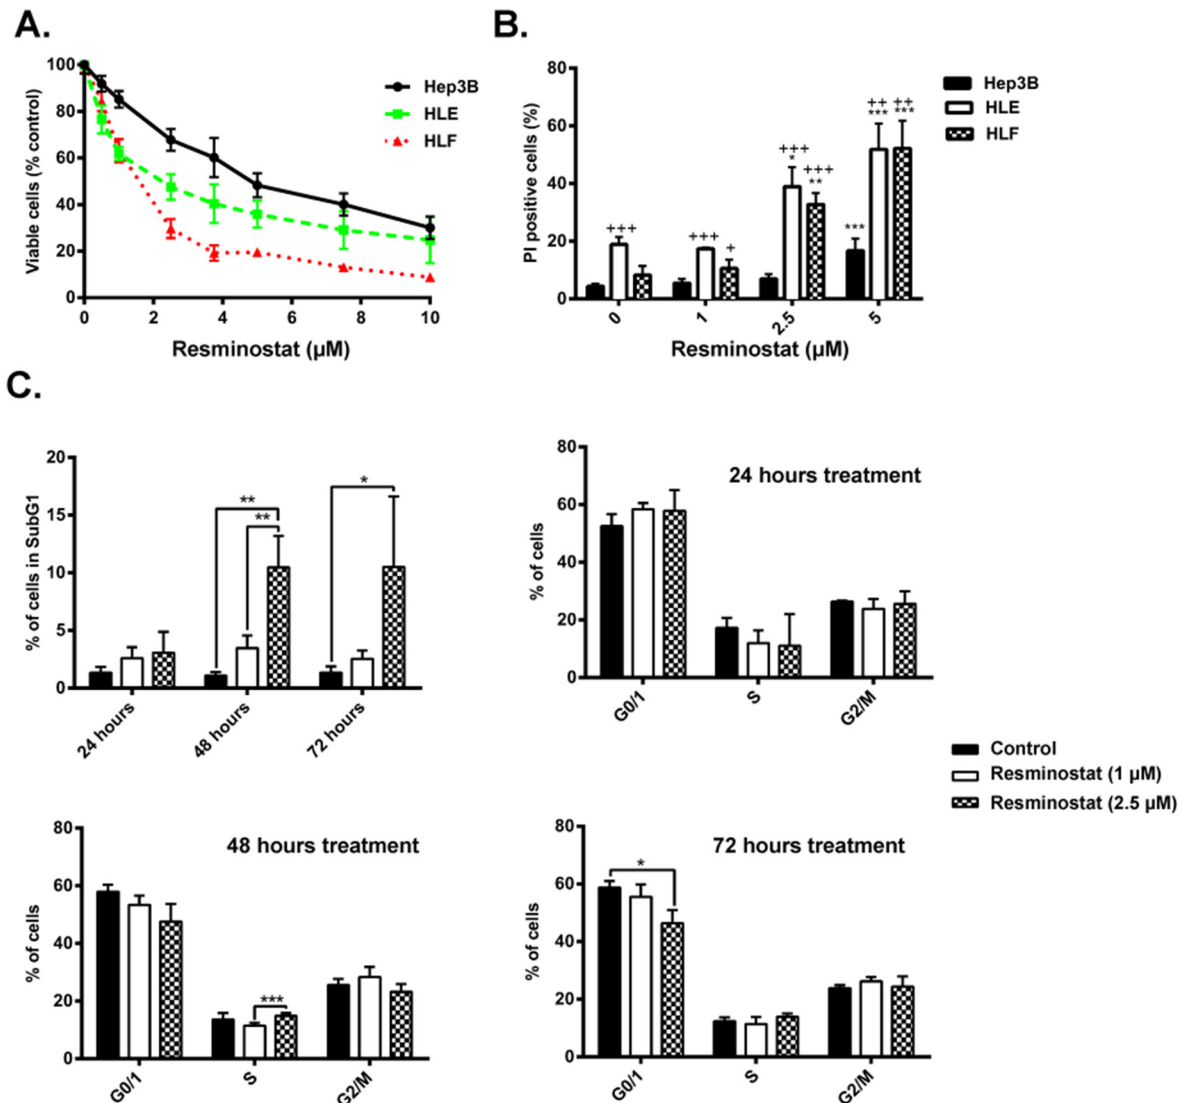 A.
100
80
60
40
20
0
Viable cells (% control)
0 2 4 6 8 10
Resminostat (µM)
Hep3B
HLE
HLF
B.
80
60
40
20
0
PI positive cells (%)
+++
+++
+
+++
*
+++
**
***
++
***
++
***
0 1 2.5 5
Resminostat (µM)
Hep3B
HLE
HLF
C.
20
15
10
5
0
% of cells in SubG1
**
**
*
24 hours
48 hours
72 hours
24 hours treatment
80
60
40
20
0
% of cells
G0/1
S
G2/M
Control
Resminostat (1 µM)
Resminostat (2.5 µM)
48 hours treatment
80
60
40
20
0
% of cells
***
G0/1
S
G2/M
72 hours treatment
80
60
40
20
0
% of cells
*
G0/1
S
G2/M